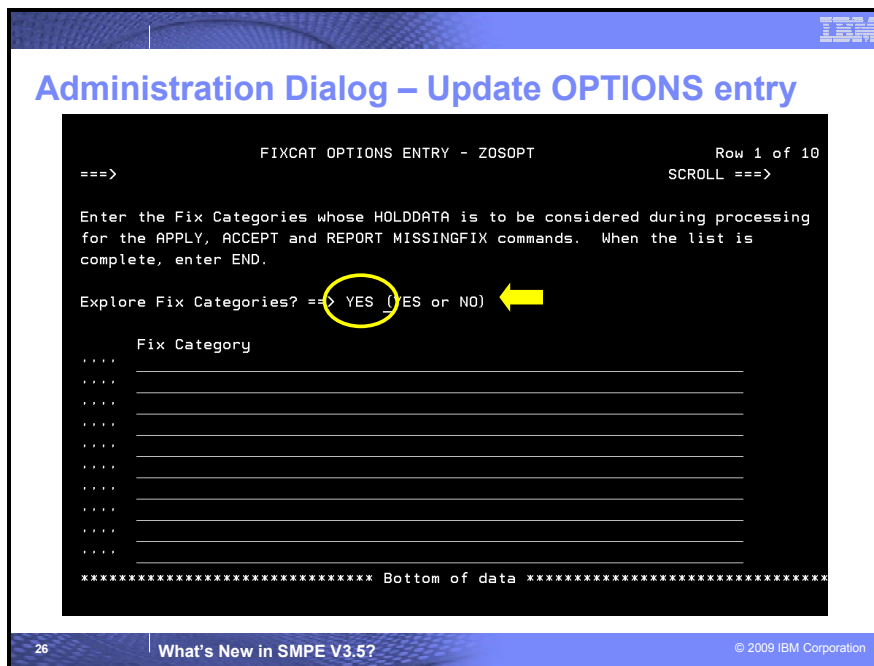 IBM
Administration Dialog – Update OPTIONS entry
FIXCAT OPTIONS ENTRY - ZOSOPT Row 1 of 10
===> SCROLL ===>
Enter the Fix Categories whose HOLDDATA is to be considered during processing
for the APPLY, ACCEPT and REPORT MISSINGFIX commands. When the list is
complete, enter END.
Explore Fix Categories? ==> YES (YES or NO)
Fix Category
''''
''''
''''
''''
''''
''''
''''
''''
''''
''''
******************************* Bottom of data ********************************
26 What's New in SMPE V3.5? © 2009 IBM Corporation